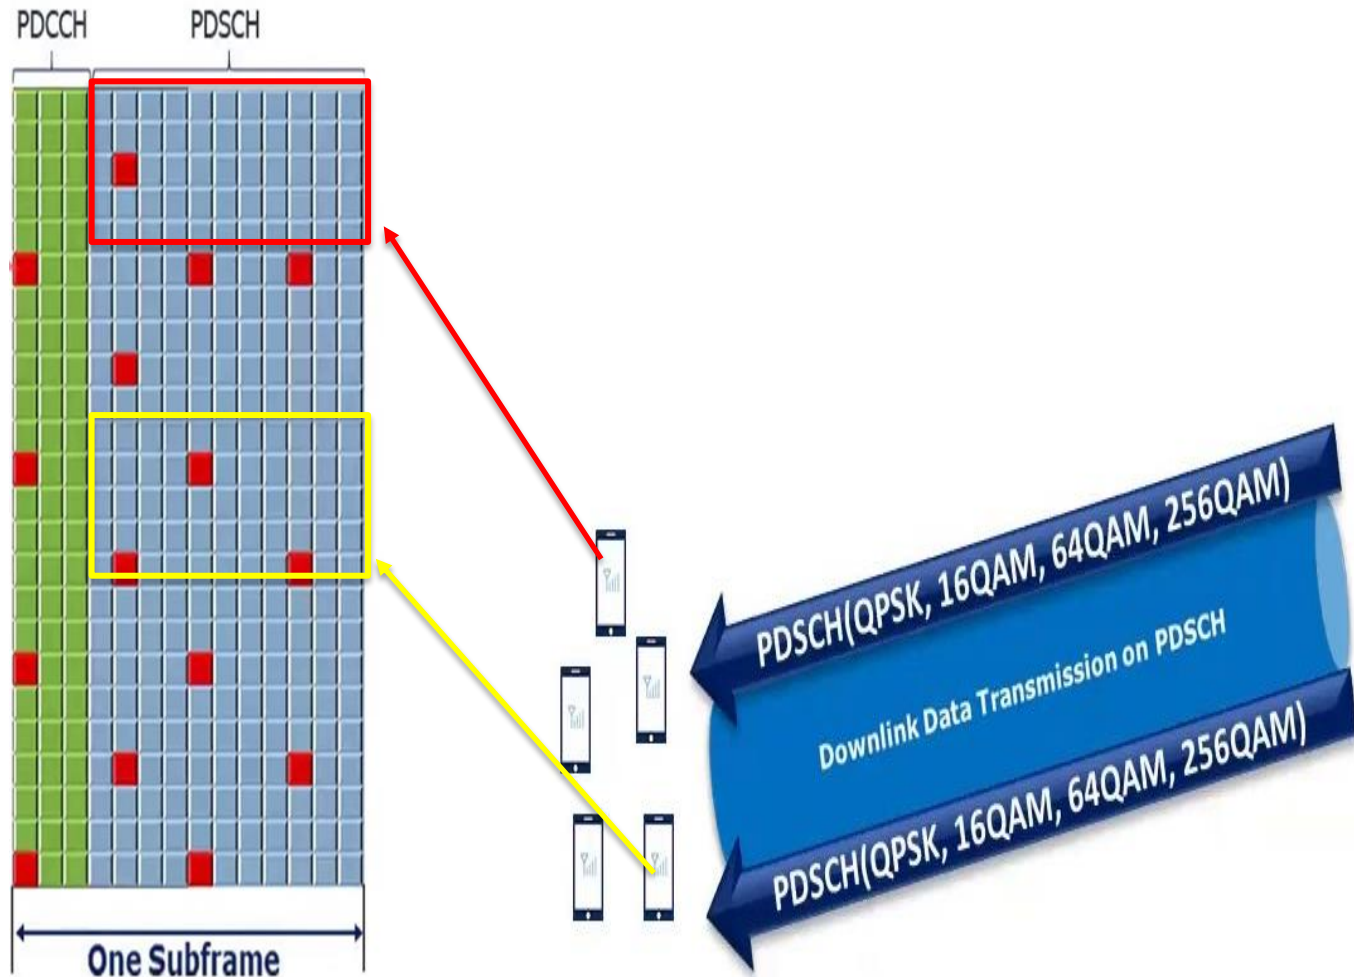 PDCCH
PDSCH
One Subframe
PDSCH(QPSK, 16QAM, 64QAM, 256QAM)
Downlink Data Transmission on PDSCH
PDSCH(QPSK, 16QAM, 64QAM, 256QAM)